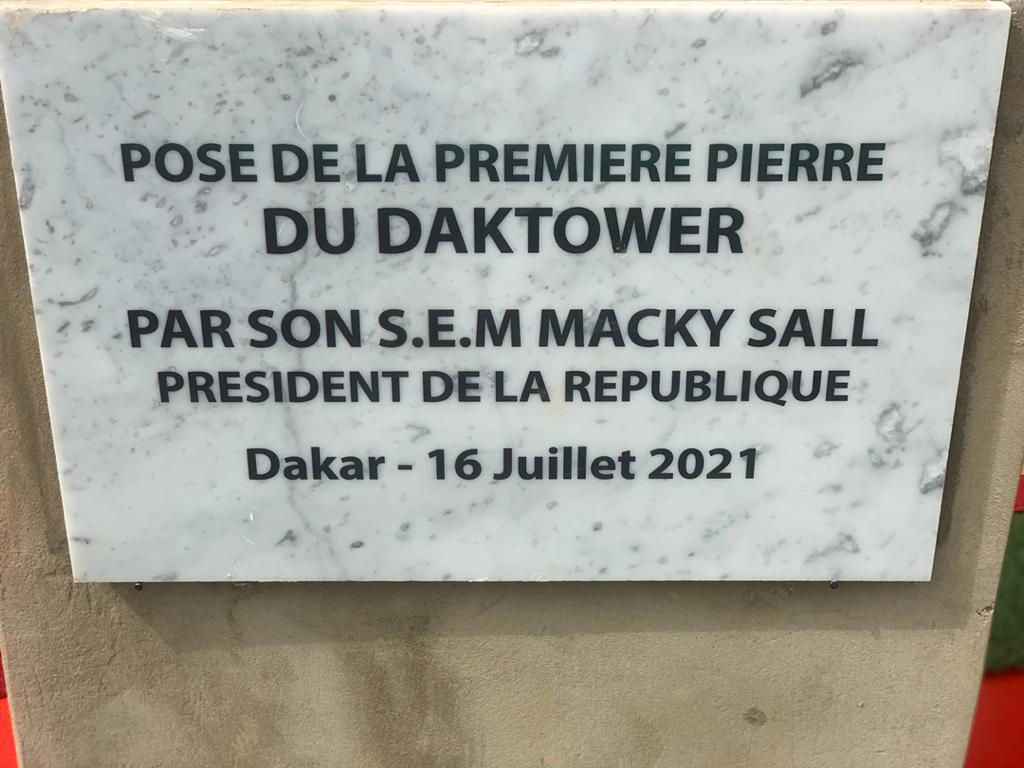 POSE DE LA PREMIERE PIERRE
DU DAKTOWER
PAR SON S.E.M MACKY SALL
PRESIDENT DE LA REPUBLIQUE
Dakar - 16 Juillet 2021